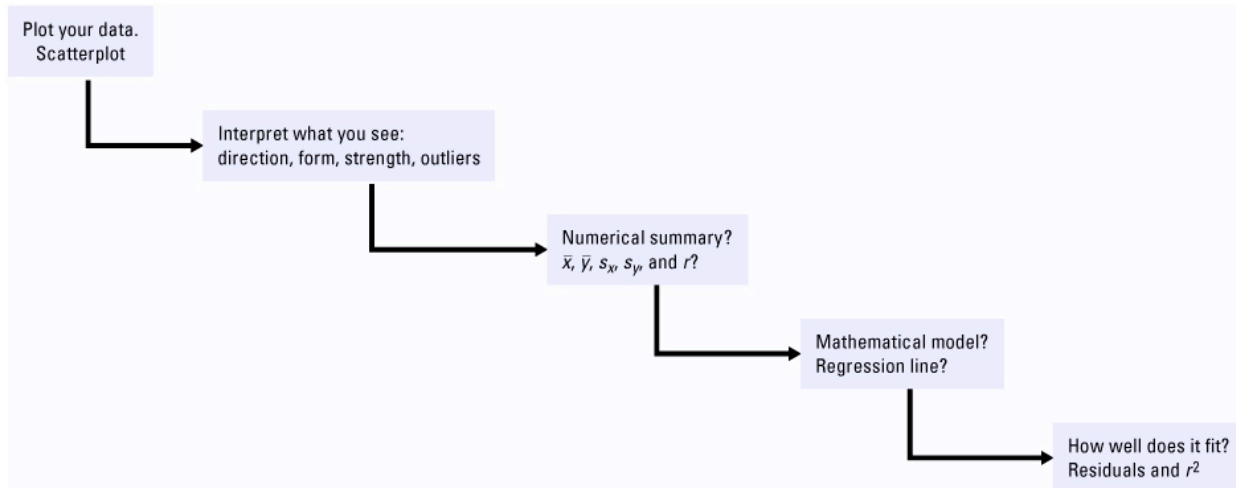 Plot your data.
Scatterplot
Interpret what you see:
direction, form, strength, outliers
Numerical summary?
x̄, ȳ, sₓ, s_y, and r?
Mathematical model?
Regression line?
How well does it fit?
Residuals and r²